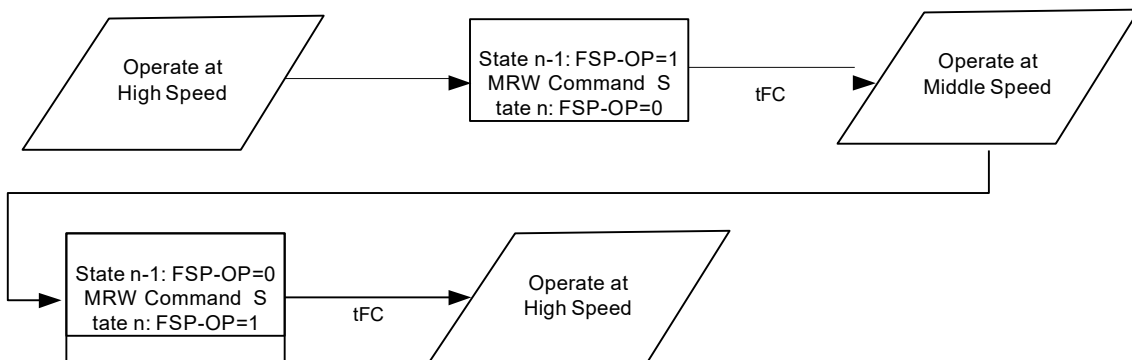 Operate at
High Speed
State n-1: FSP-OP=1
MRW Command S
tate n: FSP-OP=0
tFC
Operate at
Middle Speed
State n-1: FSP-OP=0
MRW Command S
tate n: FSP-OP=1
tFC
Operate at
High Speed